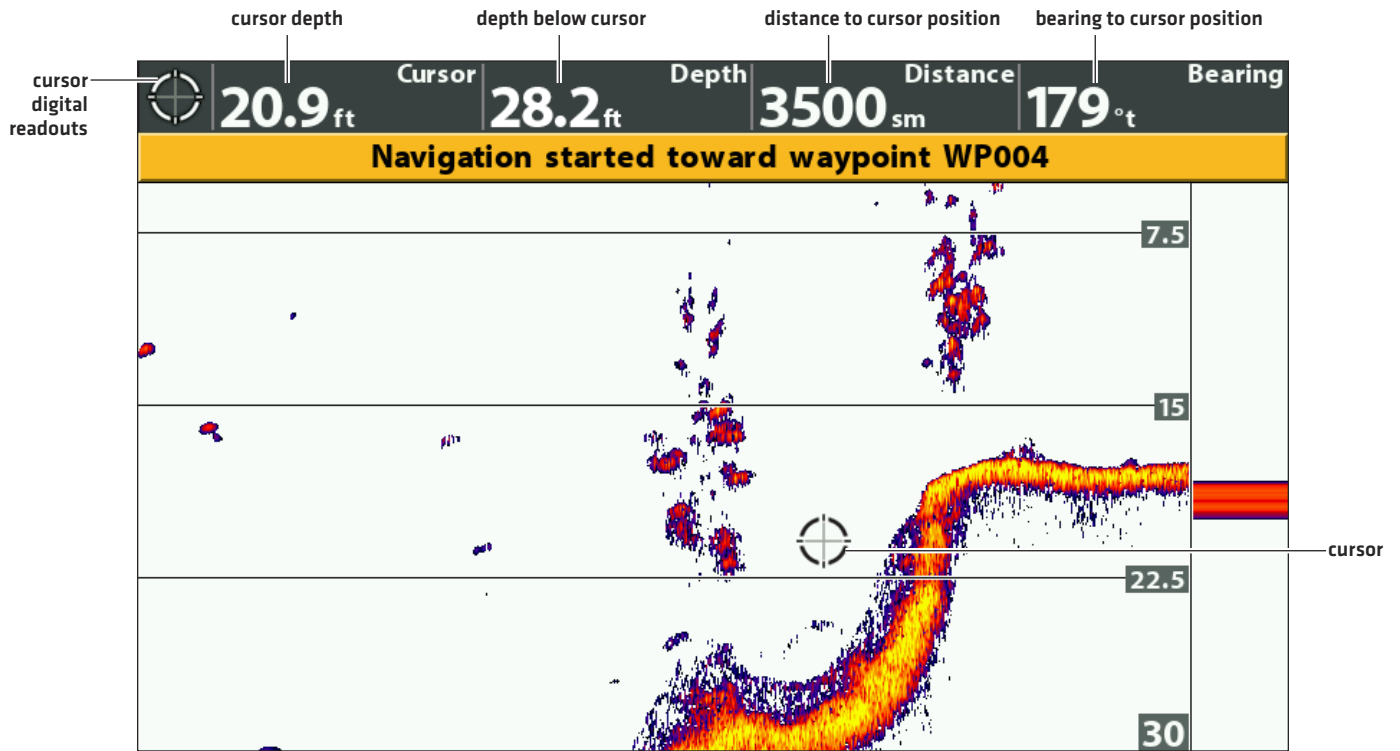 cursor depth
depth below cursor
distance to cursor position
bearing to cursor position
cursor
digital
readouts
Cursor
20.9 ft
Depth
28.2 ft
Distance
3500 sm
Bearing
179 °t
Navigation started toward waypoint WP004
7.5
15
cursor
22.5
30